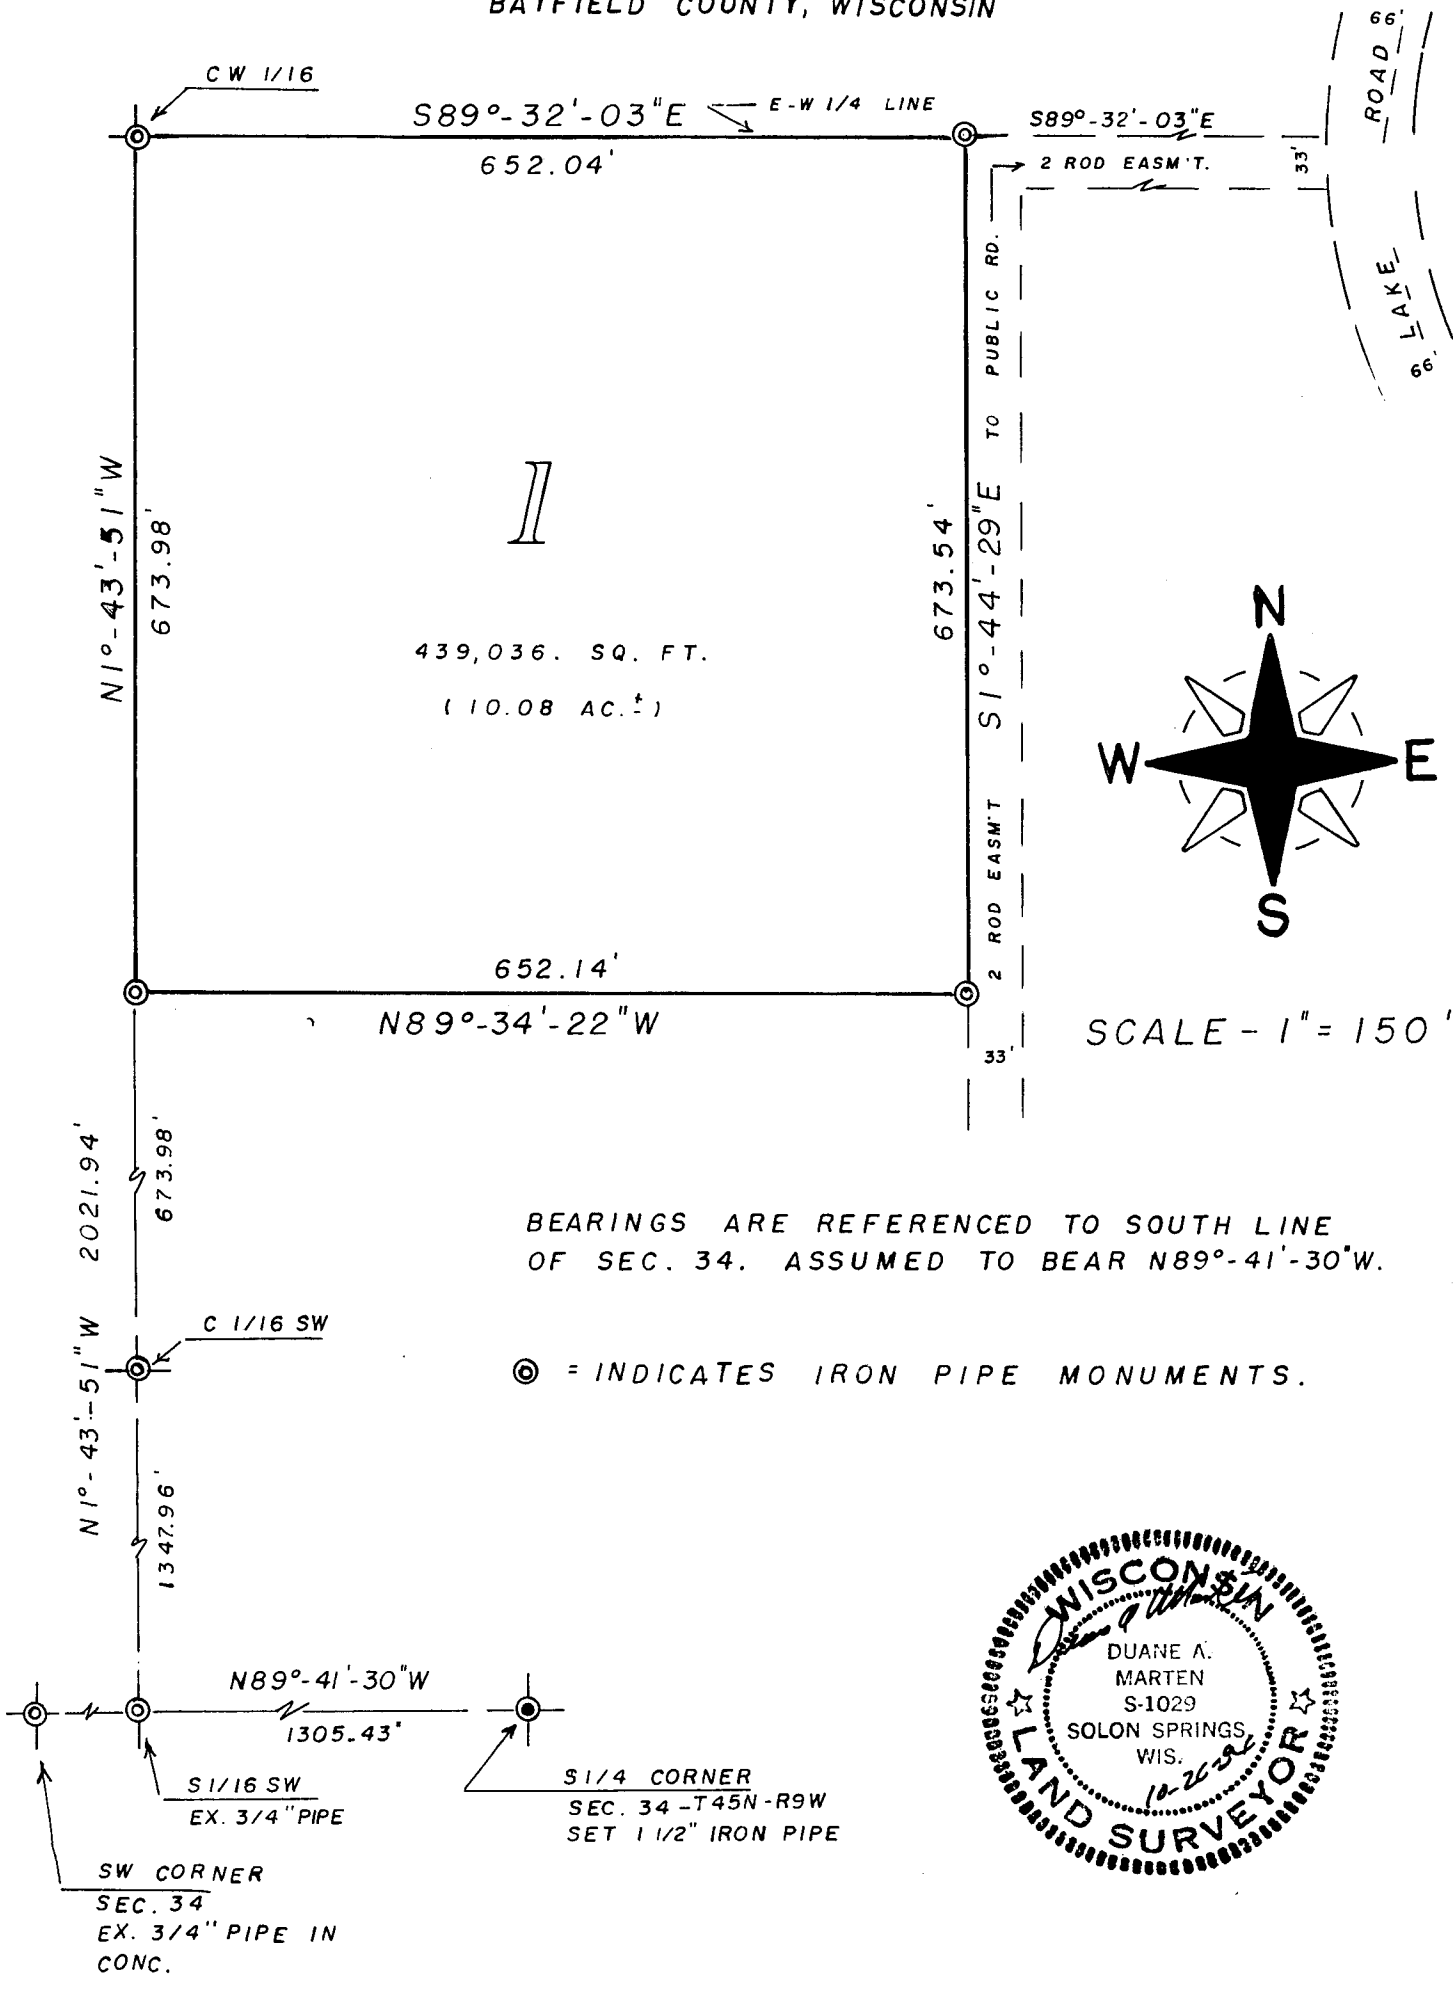 BAYFIELD COUNTY, WISCONSIN
66'
ROAD
CW 1/16
S89°-32'-03"E
E-W 1/4 LINE
S89°-32'-03"E
652.04'
2 ROD EASM'T.
33'
LAKE
66'
N1°-43'-51"W
673.98'
1
439,036. SQ. FT.
(10.08 AC.±)
673.54'
S1°-44'-29"E
2 ROD EASM'T TO PUBLIC RD.
N
W
E
S
652.14'
N89°-34'-22"W
33'
SCALE - 1" = 150'
N1°-43'-51"W 2021.94'
673.98'
BEARINGS ARE REFERENCED TO SOUTH LINE
OF SEC. 34. ASSUMED TO BEAR N89°-41'-30"W.
C 1/16 SW
= INDICATES IRON PIPE MONUMENTS.
1347.96'
N89°-41'-30"W
1305.43'
S1/16 SW
EX. 3/4" PIPE
S1/4 CORNER
SEC. 34-T45N-R9W
SET 1 1/2" IRON PIPE
SW CORNER
SEC. 34
EX. 3/4" PIPE IN
CONC.
WISCONSIN
DUANE A.
MARTEN
S-1029
SOLON SPRINGS,
WIS.
LAND SURVEYOR